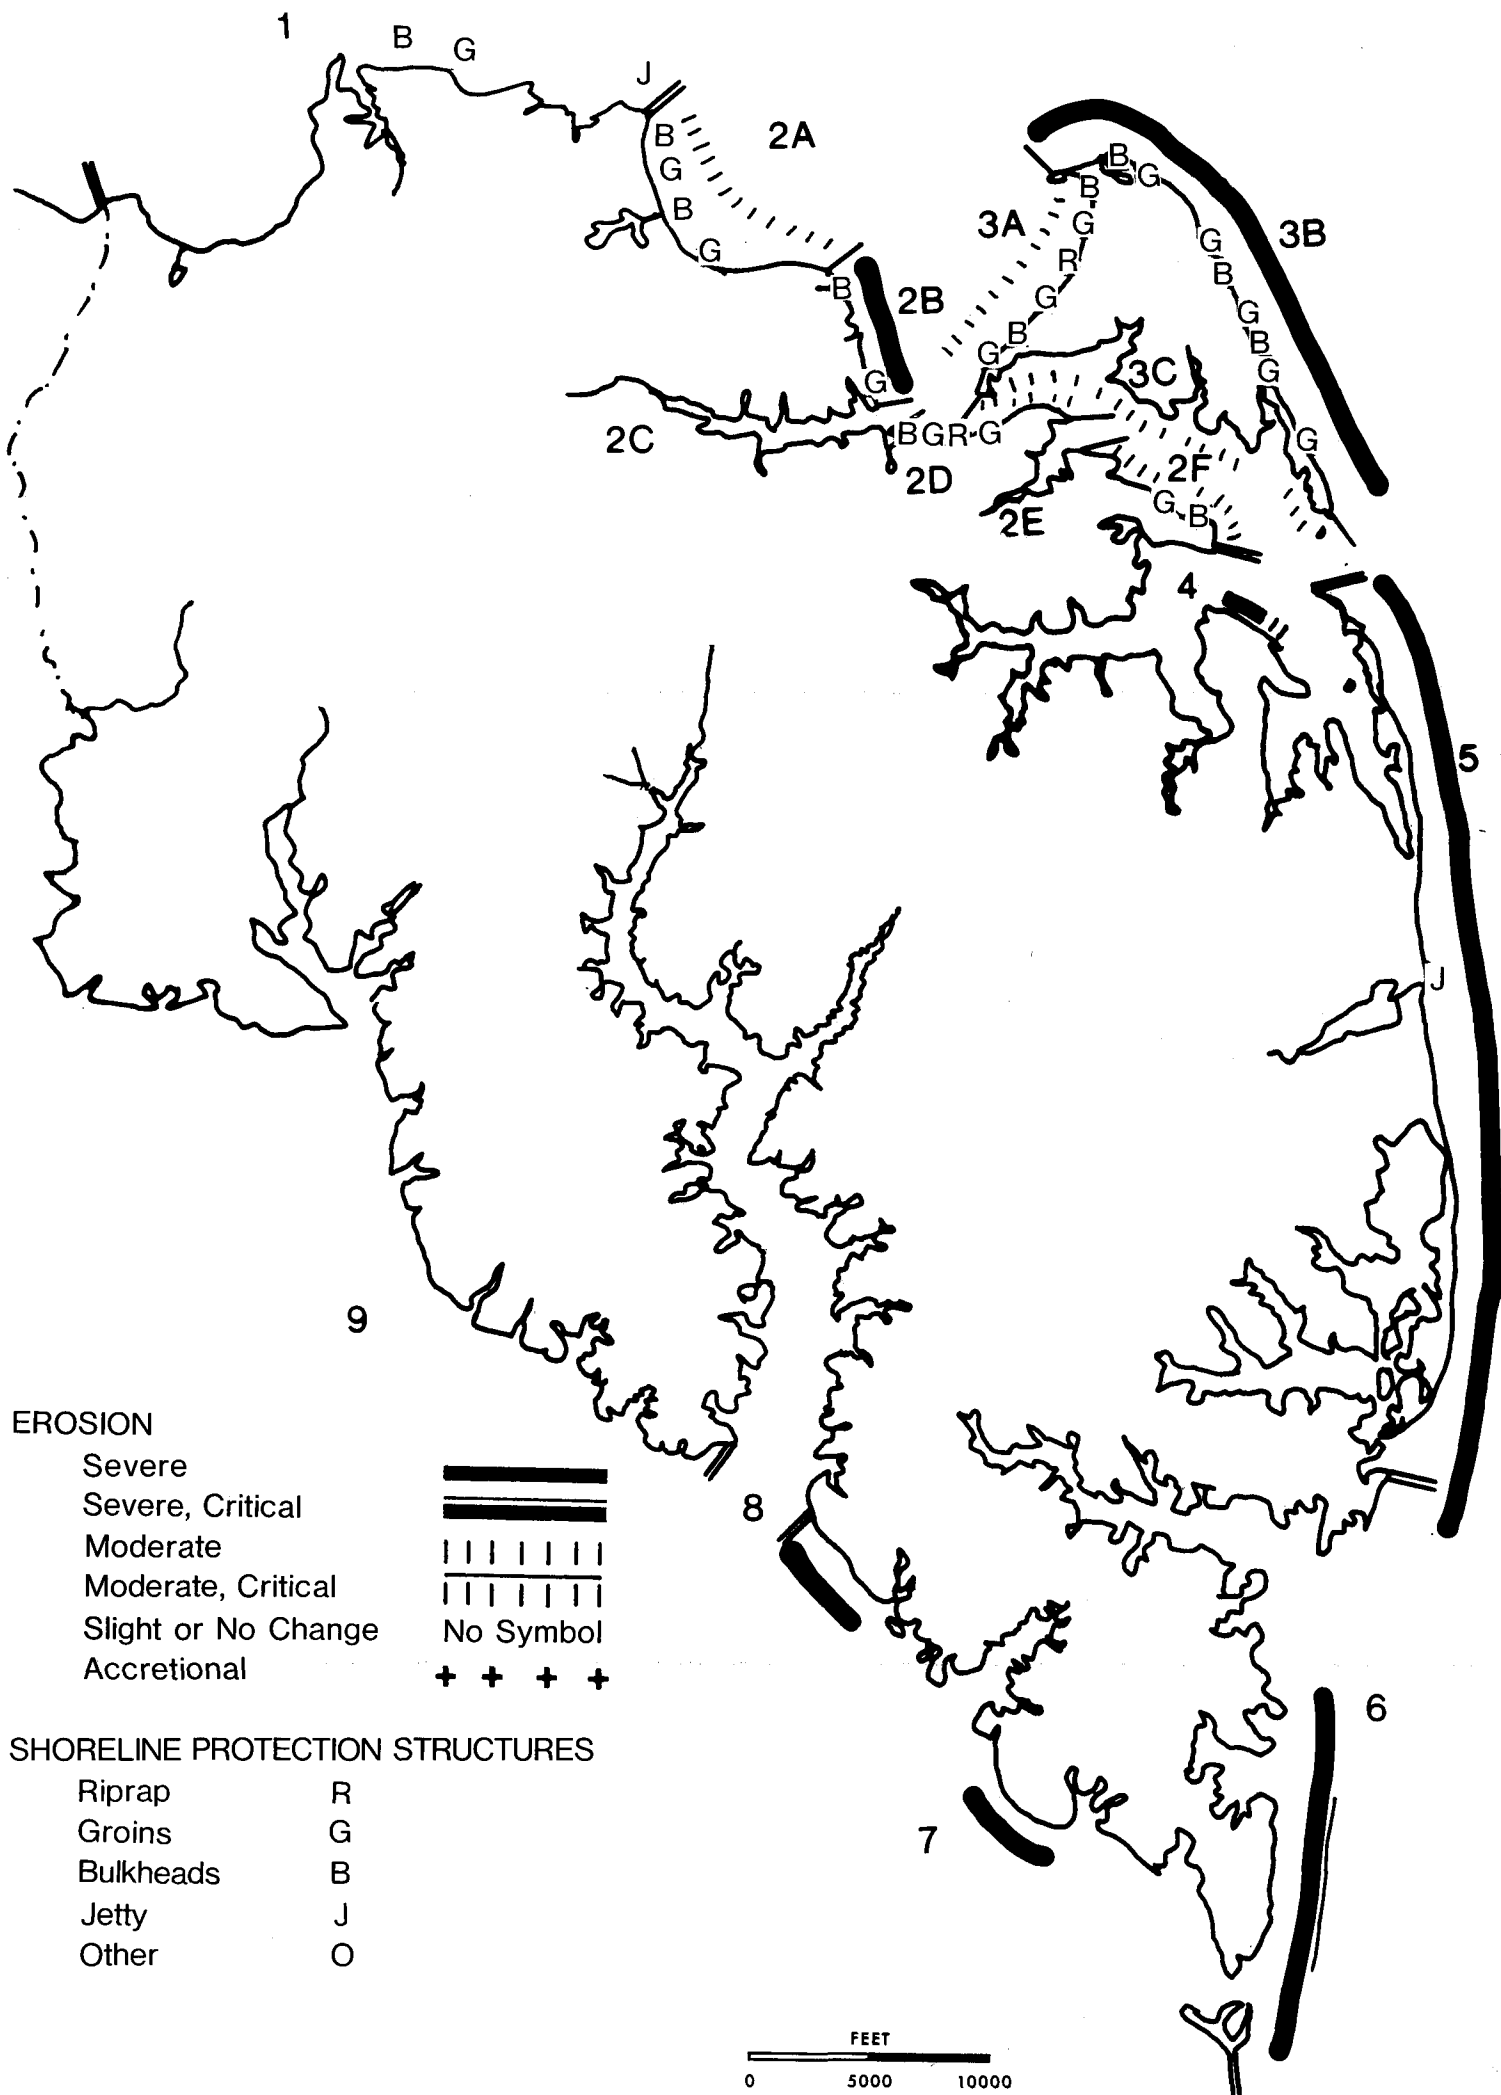 1
B G
J
2A
B
G
B
G
B
2B
G
2C
B G R G
2D
3A
B
B G
G
R
G
B
G
G
B
G
B
G
G
3B
3C
2F
G B
2E
4
5
J
9
8
6
7
EROSION
Severe
Severe, Critical
Moderate
Moderate, Critical
Slight or No Change No Symbol
Accretional + + + +
SHORELINE PROTECTION STRUCTURES
Riprap R
Groins G
Bulkheads B
Jetty J
Other O
FEET
0 5000 10000